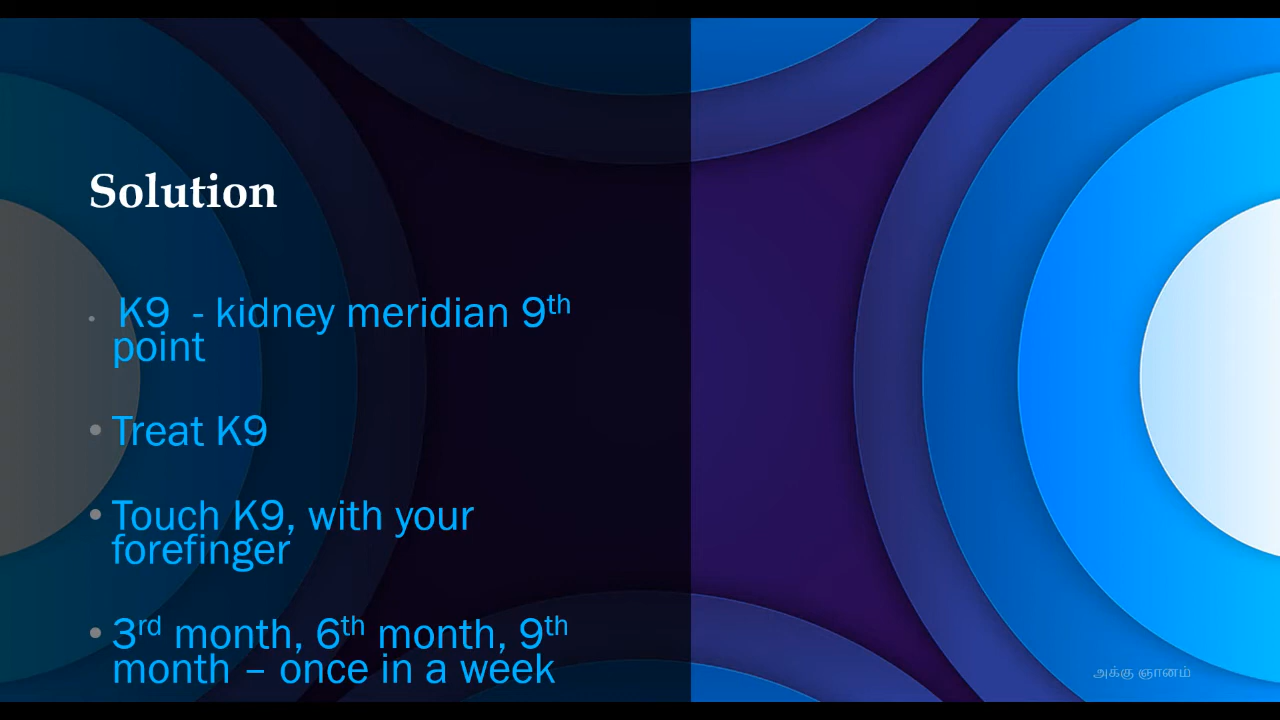 Solution
• K9 - kidney meridian 9th
point
• Treat K9
• Touch K9, with your
forefinger
• 3rd month, 6th month, 9th
month – once in a week
அக்கு ஞானம்